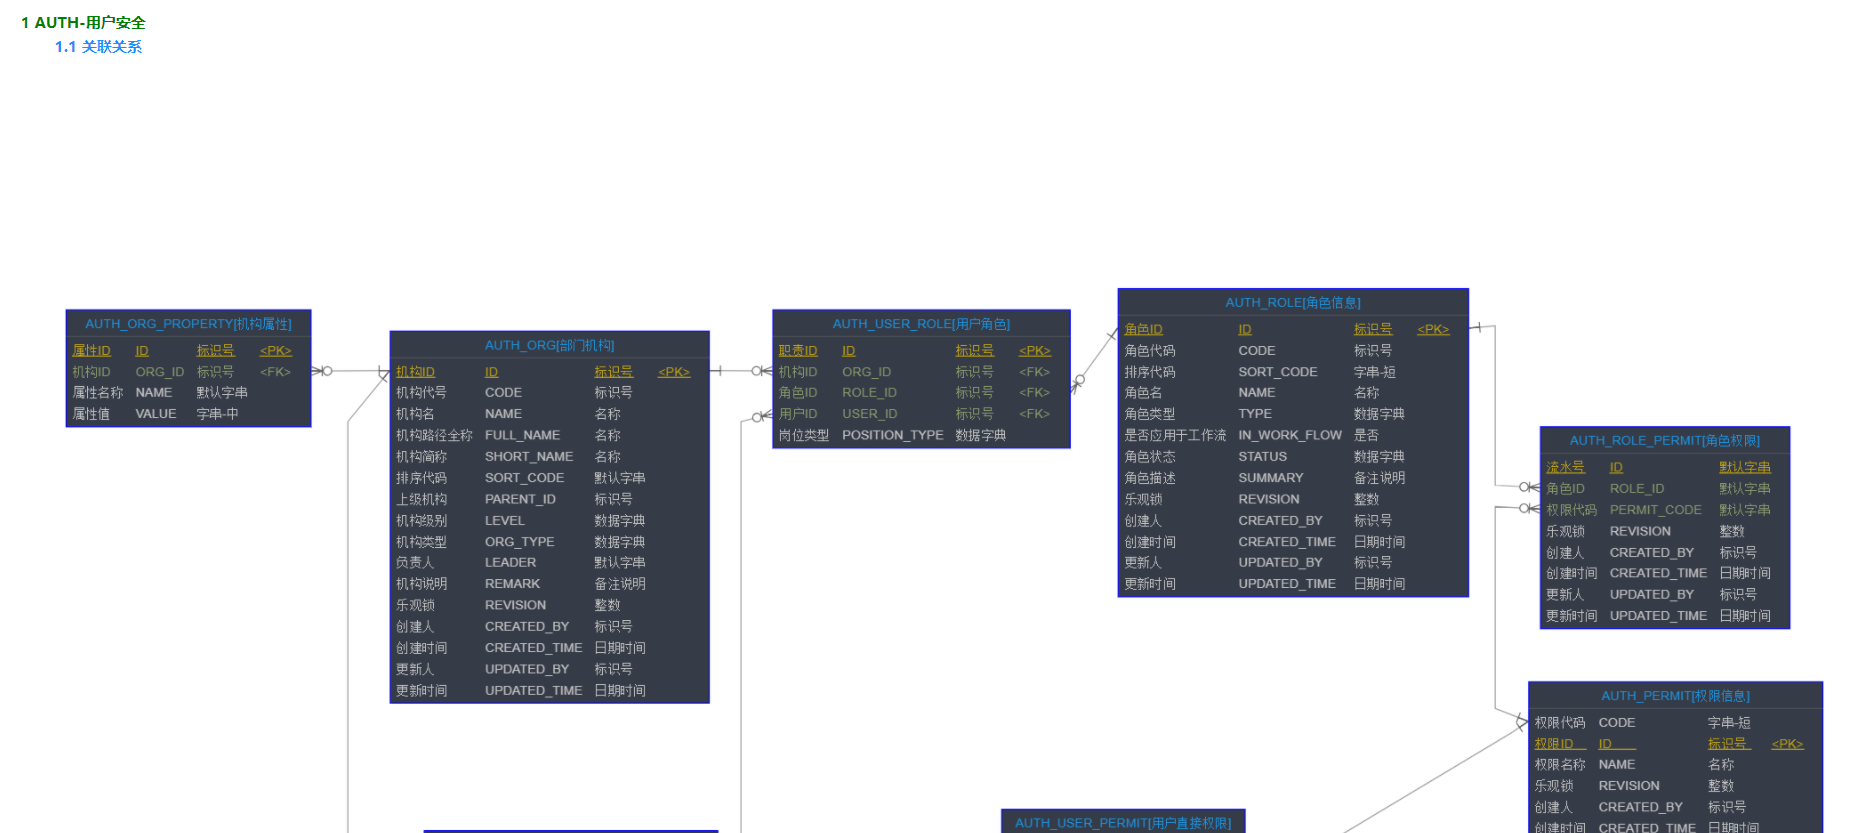 1 AUTH-用户安全
1.1 关联关系
AUTH_ORG_PROPERTY[机构属性]
属性ID ID 标识号 <PK>
机构ID ORG_ID 标识号 <FK>
属性名称 NAME 默认字串
属性值 VALUE 字串-中
AUTH_ORG[部门机构]
机构ID ID 标识号 <PK>
机构代号 CODE 标识号
机构名 NAME 名称
机构路径全称 FULL_NAME 名称
机构简称 SHORT_NAME 名称
排序代码 SORT_CODE 默认字串
上级机构 PARENT_ID 标识号
机构级别 LEVEL 数据字典
机构类型 ORG_TYPE 数据字典
负责人 LEADER 默认字串
机构说明 REMARK 备注说明
乐观锁 REVISION 整数
创建人 CREATED_BY 标识号
创建时间 CREATED_TIME 日期时间
更新人 UPDATED_BY 标识号
更新时间 UPDATED_TIME 日期时间
AUTH_USER_ROLE[用户角色]
职责ID ID 标识号 <PK>
机构ID ORG_ID 标识号 <FK>
角色ID ROLE_ID 标识号 <FK>
用户ID USER_ID 标识号 <FK>
岗位类型 POSITION_TYPE 数据字典
AUTH_ROLE[角色信息]
角色ID ID 标识号 <PK>
角色代码 CODE 标识号
排序代码 SORT_CODE 字串-短
角色名 NAME 名称
角色类型 TYPE 数据字典
是否应用于工作流 IN_WORK_FLOW 是否
角色状态 STATUS 数据字典
角色描述 SUMMARY 备注说明
乐观锁 REVISION 整数
创建人 CREATED_BY 标识号
创建时间 CREATED_TIME 日期时间
更新人 UPDATED_BY 标识号
更新时间 UPDATED_TIME 日期时间
AUTH_ROLE_PERMIT[角色权限]
流水号 ID 默认字串
角色ID ROLE_ID 默认字串
权限代码 PERMIT_CODE 默认字串
乐观锁 REVISION 整数
创建人 CREATED_BY 标识号
创建时间 CREATED_TIME 日期时间
更新人 UPDATED_BY 标识号
更新时间 UPDATED_TIME 日期时间
AUTH_PERMIT[权限信息]
权限代码 CODE 字串-短
权限ID ID 标识号 <PK>
权限名称 NAME 名称
乐观锁 REVISION 整数
创建人 CREATED_BY 标识号
创建时间 CREATED_TIME 日期时间
AUTH_USER_PERMIT[用户直接权限]